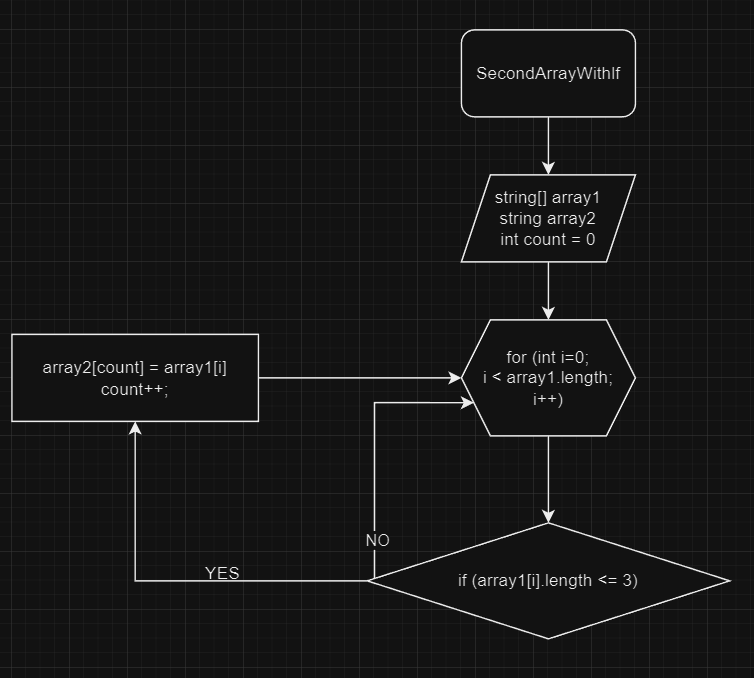 SecondArrayWithIf
string[] array1
string array2
int count = 0
for (int i=0;
i < array1.length;
i++)
array2[count] = array1[i]
count++;
NO
YES
if (array1[i].length <= 3)